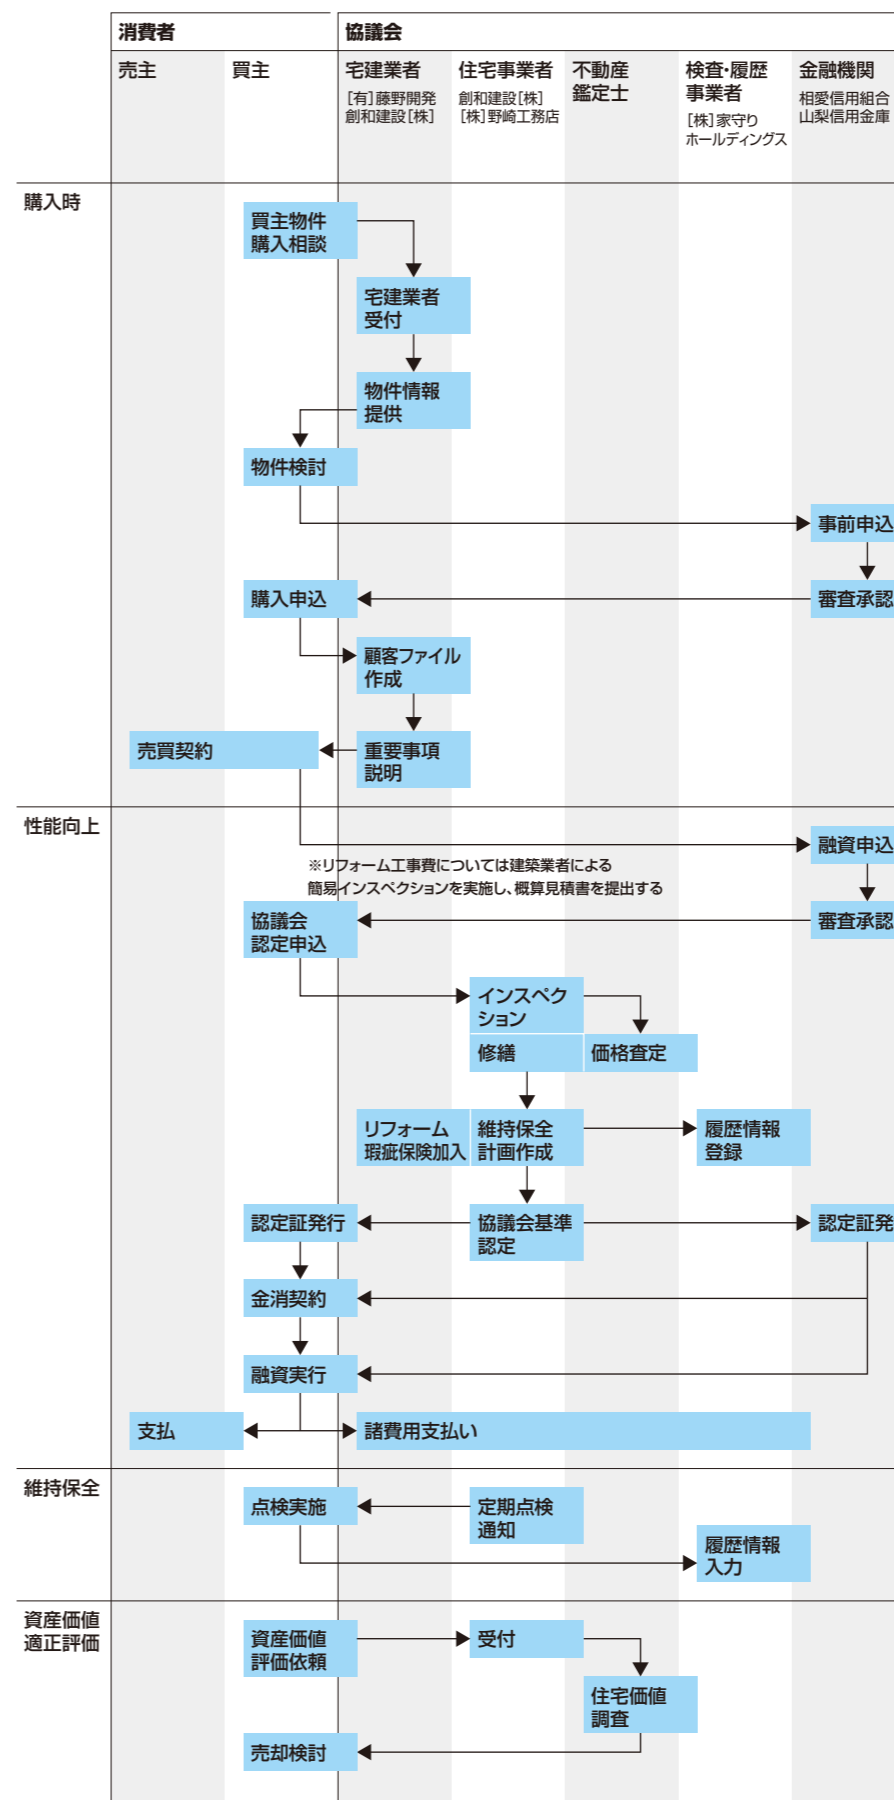 消費者
協議会
売主
買主
宅建業者
[有]藤野開発
創和建設[株]
住宅事業者
創和建設[株]
[株]野崎工務店
不動産
鑑定士
検査・履歴
事業者
[株]家守り
ホールディングス
金融機関
相愛信用組合
山梨信用金庫
購入時
買主物件
購入相談
宅建業者
受付
物件情報
提供
物件検討
事前申込
購入申込
審査承認
顧客ファイル
作成
売買契約
重要事項
説明
性能向上
融資申込
※リフォーム工事費については建築業者による
簡易インスペクションを実施し、概算見積書を提出する
協議会
認定申込
審査承認
インスペク
ション
修繕
価格査定
リフォーム
瑕疵保険加入
維持保全
計画作成
履歴情報
登録
認定証発行
協議会基準
認定
認定証発
金消契約
融資実行
支払
諸費用支払い
維持保全
点検実施
定期点検
通知
履歴情報
入力
資産価値
適正評価
資産価値
評価依頼
受付
住宅価値
調査
売却検討